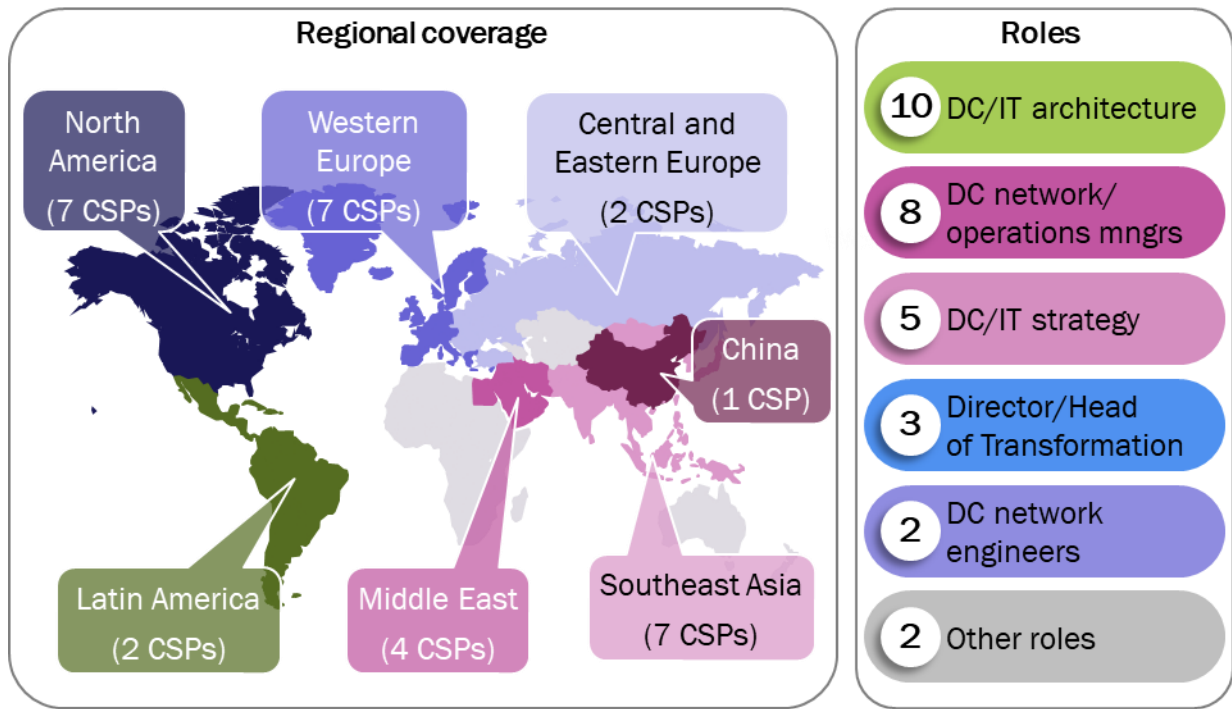 Regional coverage
North
America
(7 CSPs)
Western
Europe
(7 CSPs)
Central and
Eastern Europe
(2 CSPs)
China
(1 CSP)
Latin America
(2 CSPs)
Middle East
(4 CSPs)
Southeast Asia
(7 CSPs)
Roles
10 DC/IT architecture
8 DC network/
operations mngrs
5 DC/IT strategy
3 Director/Head
of Transformation
2 DC network
engineers
2 Other roles